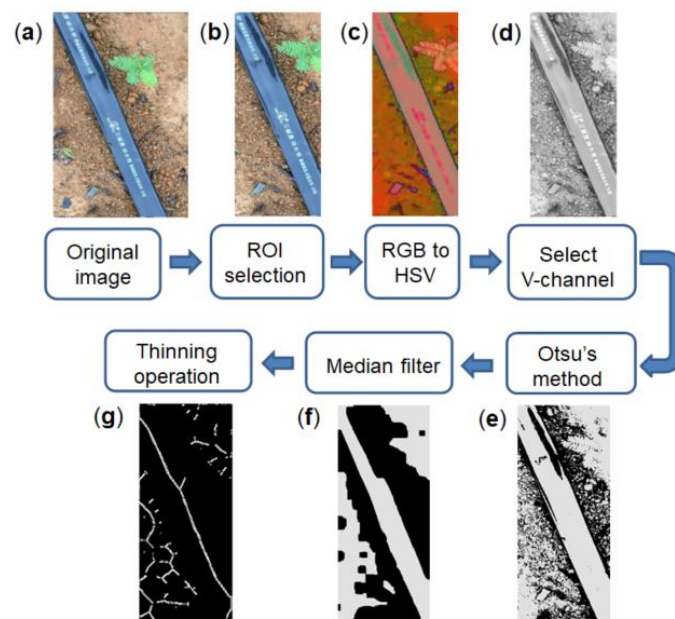 (a)
(b)
(c)
(d)
Original
image
ROI
selection
RGB to
HSV
Select
V-channel
Thinning
operation
Median filter
Otsu's
method
(g)
(f)
(e)